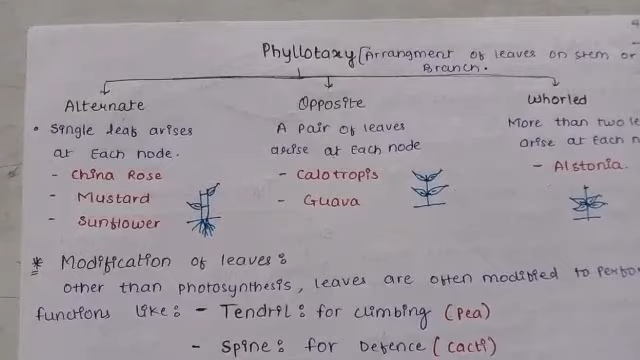 Phyllotaxy [Arrangment of leaves on stem or
Branch.
Alternate
• Single leaf arises
at Each node.
- China Rose
- Mustard
- Sunflower
Opposite
A pair of leaves
arise at Each node
- Calotropis
- Guava
Whorled
More than two
arise at Each
- Alstonia.
* Modification of leaves:
Other than photosynthesis, leaves are often modified to
functions like: - Tendril: for climbing (Pea)
- Spine: for Defence (cacti)